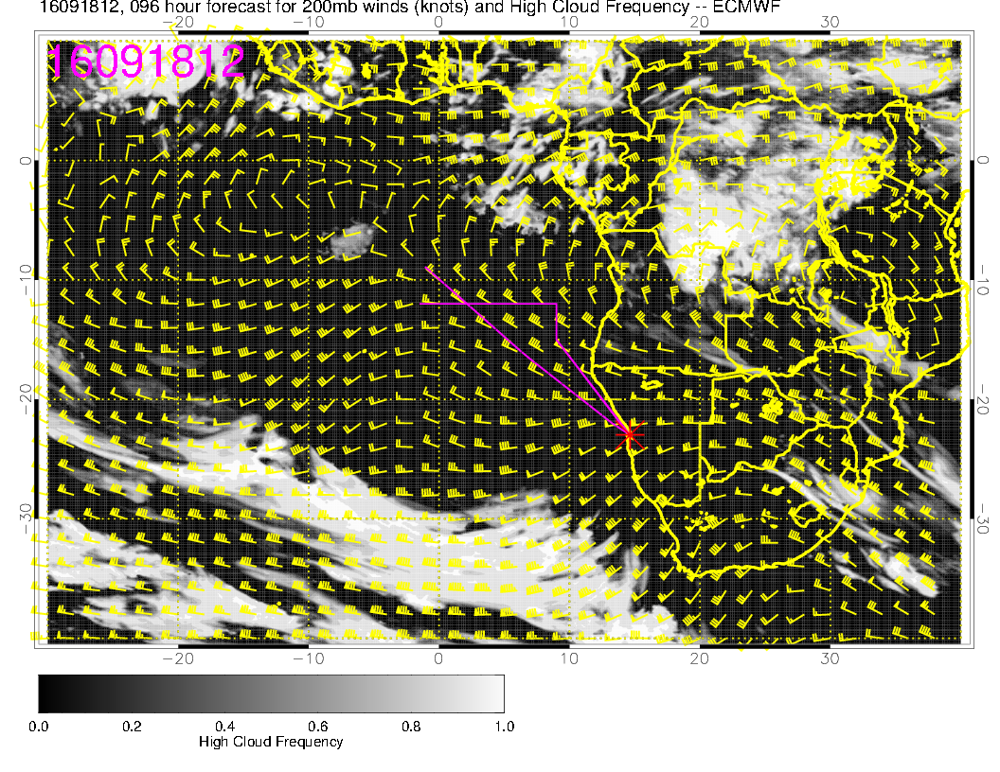 16091812, 096 hour forecast for 200mb winds (knots) and High Cloud Frequency -- ECMWF
−20 −10 0 10 20 30
16091812
0 0
−10 −10
−20 −20
−30 −30
−20 −10 0 10 20 30
0.0 0.2 0.4 0.6 0.8 1.0
High Cloud Frequency